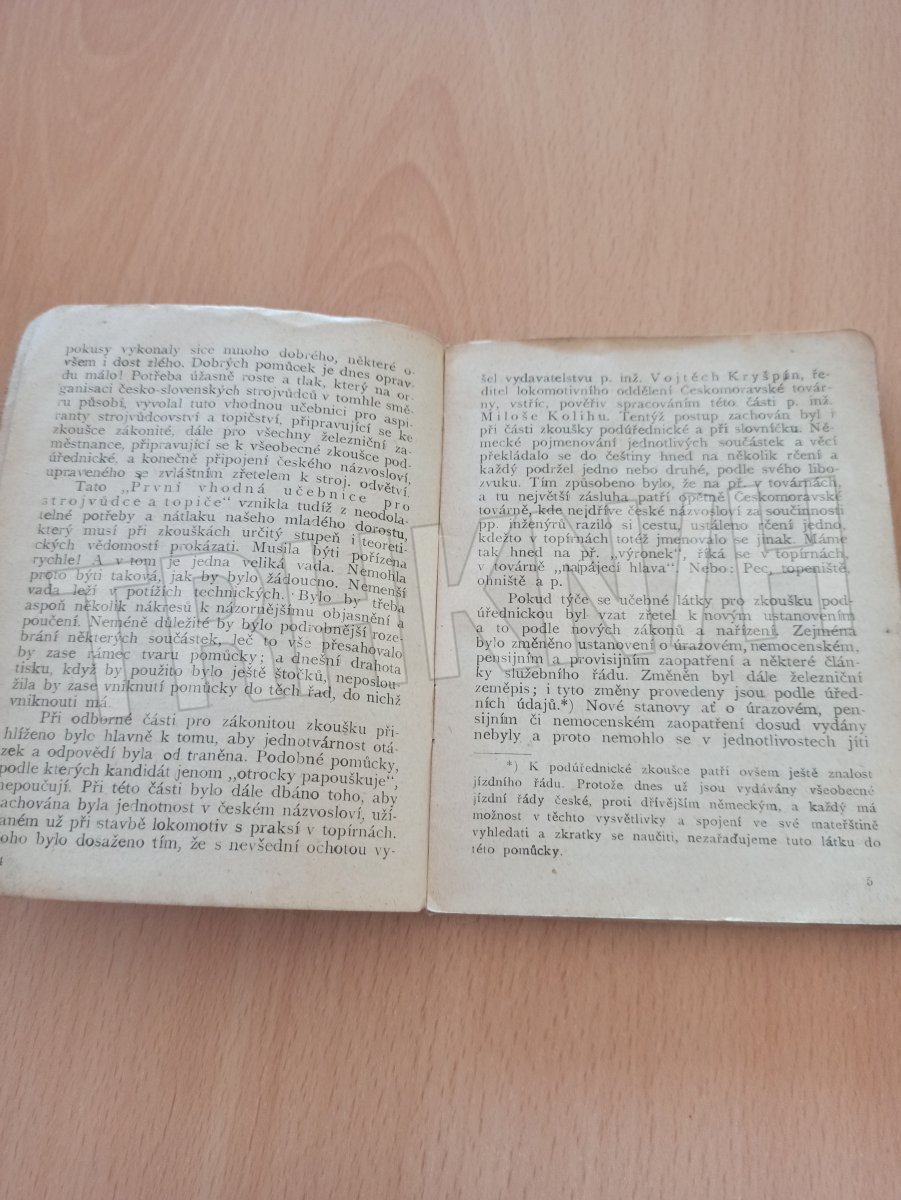 pokusy vykonaly sice mnoho dobrého, některé o-
všem i dost zlého. Dobrých pomůcek je dnes oprav-
du málo! Potřeba úžasně roste a tlak, který na or-
ganisaci česko-slovenských strojvůdců v tomhle smě-
ru působí, vyvolal tuto vhodnou učebnici pro aspi-
ranty strojvůdcovství a topičství, připravující se ke
zkoušce zákonité, dále pro všechny železniční za-
městnance, připravující se k všeobecné zkoušce pod-
úřednické, a konečně připojení českého názvosloví,
upraveného se zvláštním zřetelem k stroj. odvětví.
Tato „První vhodná učebnice pro
strojvůdce a topiče" vznikla tudíž z neodola-
telné potřeby a nátlaku našeho mladého dorostu,
který musí při zkouškách určitý stupeň i teoreti-
ckých vědomostí prokázati. Musila býti pořízena
rychle! A v tom je jedna veliká vada. Nemohla
proto býti taková, jak by bylo žádoucno. Nemenší
vada leží v potížích technických. Bylo by třeba
aspoň několik nákresů k názornějšímu objasnění a
poučení. Neméně důležité by bylo podrobnější roze-
brání některých součástek, leč to vše přesahovalo
by zase rámec tvaru pomůcky; a dnešní drahota
tisku, když by použito bylo ještě štočků, neposlou-
žila by zase vniknutí pomůcky do těch řad, do nichž
vniknouti má.
Při odborné části pro zákonitou zkoušku při-
hlíženo bylo hlavně k tomu, aby jednotvárnost otá-
zek a odpovědí byla od traněna. Podobné pomůcky,
podle kterých kandidát jenom „otrocky papouškuje",
nepoučují. Při této části bylo dále dbáno toho, aby
achována byla jednotnost v českém názvosloví, uží-
aném už při stavbě lokomotiv s praksí v topírnách.
oho bylo dosaženo tím, že s nevšední ochotou vy-
4
šel vydavatelstvu p. inž. Vojtěch Kryšpín, ře-
ditel lokomotivního oddělení Českomoravské továr-
ny, vstříc, pověřiv spracováním této části p. inž.
Miloše Kolihu. Tentýž postup zachován byl i
při části zkoušky podúřednické a při slovníčku. Ně-
mecké pojmenování jednotlivých součástek a věcí
překládalo se do češtiny hned na několik rčení a
každý podržel jedno nebo druhé, podle svého libo-
zvuku. Tím způsobeno bylo, že na př. v továrnách,
a tu největší zásluha patří opětně Českomoravské
továrně, kde nejdříve české názvosloví za součinnosti
pp. inženýrů razilo si cestu, ustáleno rčení jedno,
kdežto v topírnách totéž jmenovalo se jinak. Máme
tak hned na př. „výronek", říká se v topírnách,
v továrně „napájecí hlava". Nebo: Pec, topeniště,
ohniště a p.
Pokud týče se učebné látky pro zkoušku pod-
úřednickou byl vzat zřetel k novým ustanovením
a to podle nových zákonů a nařízení. Zejména
bylo změněno ustanovení o úrazovém, nemocenském,
pensijním a provisijním zaopatření a některé člán-
ky služebního řádu. Změněn byl dále železniční
zeměpis; i tyto změny provedeny jsou podle úřed-
ních údajů.*) Nové stanovy ať o úrazovém, pen-
sijním či nemocenském zaopatření dosud vydány
nebyly a proto nemohlo se v jednotlivostech jíti
*) K podúřednické zkoušce patří ovšem ještě znalost
jízdního řádu. Protože dnes už jsou vydávány všeobecné
jízdní řády české, proti dřívějším německým, a každý má
možnost v těchto vysvětlivky a spojení ve své mateřštině
vyhledati a zkratky se naučiti, nezařaďujeme tuto látku do
této pomůcky.
5